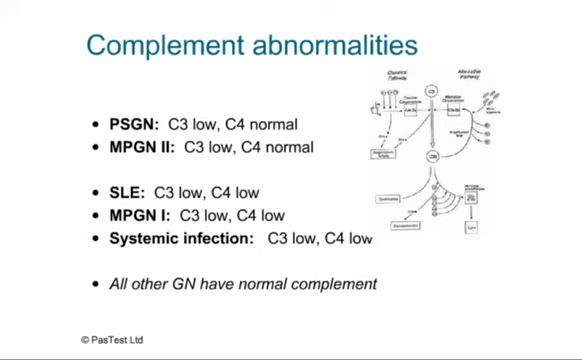 Complement abnormalities
Classical
Pathway
Alternative
Pathway
• PSGN: C3 low, C4 normal
• MPGN II: C3 low, C4 normal
• SLE: C3 low, C4 low
• MPGN I: C3 low, C4 low
• Systemic infection: C3 low, C4 low
• All other GN have normal complement
© PasTest Ltd